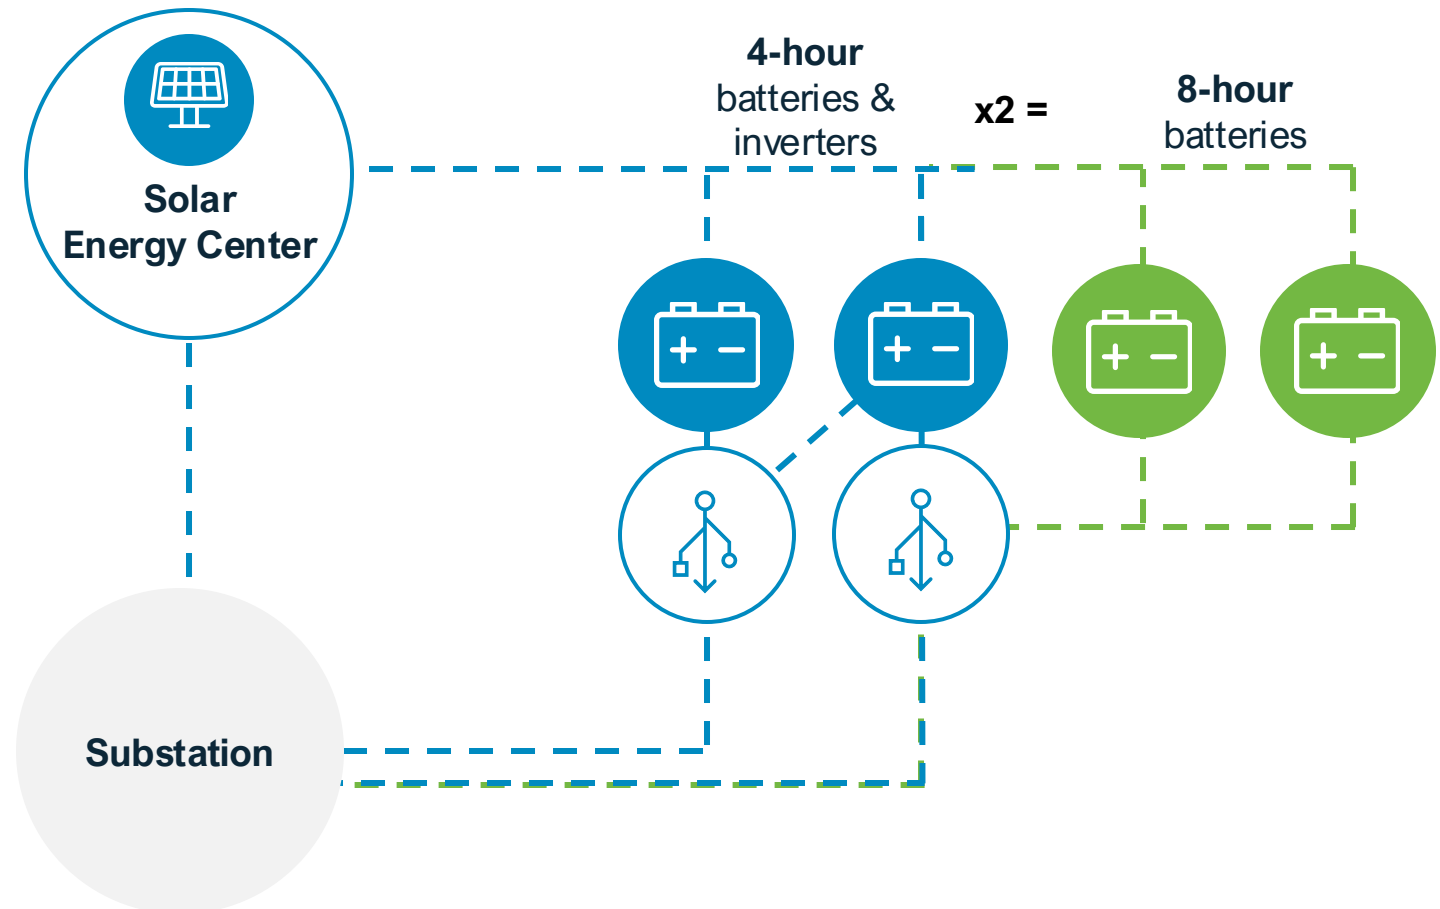 Solar
Energy Center
4-hour
batteries &
inverters
x2 =
8-hour
batteries
Substation